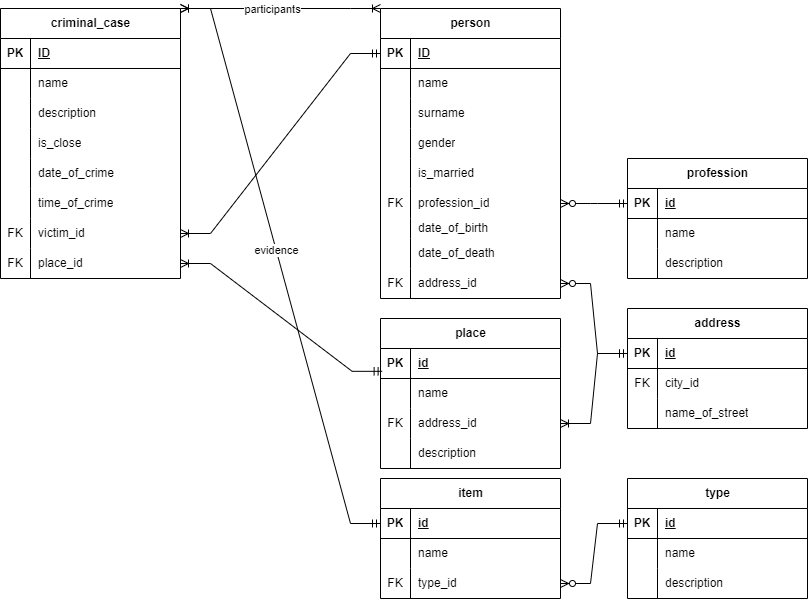 criminal_case
PK ID
name
description
is_close
date_of_crime
time_of_crime
FK victim_id
FK place_id
participants
evidence
person
PK ID
name
surname
gender
is_married
FK profession_id
date_of_birth
date_of_death
FK address_id
place
PK id
name
FK address_id
description
item
PK id
name
FK type_id
profession
PK id
name
description
address
PK id
FK city_id
name_of_street
type
PK id
name
description